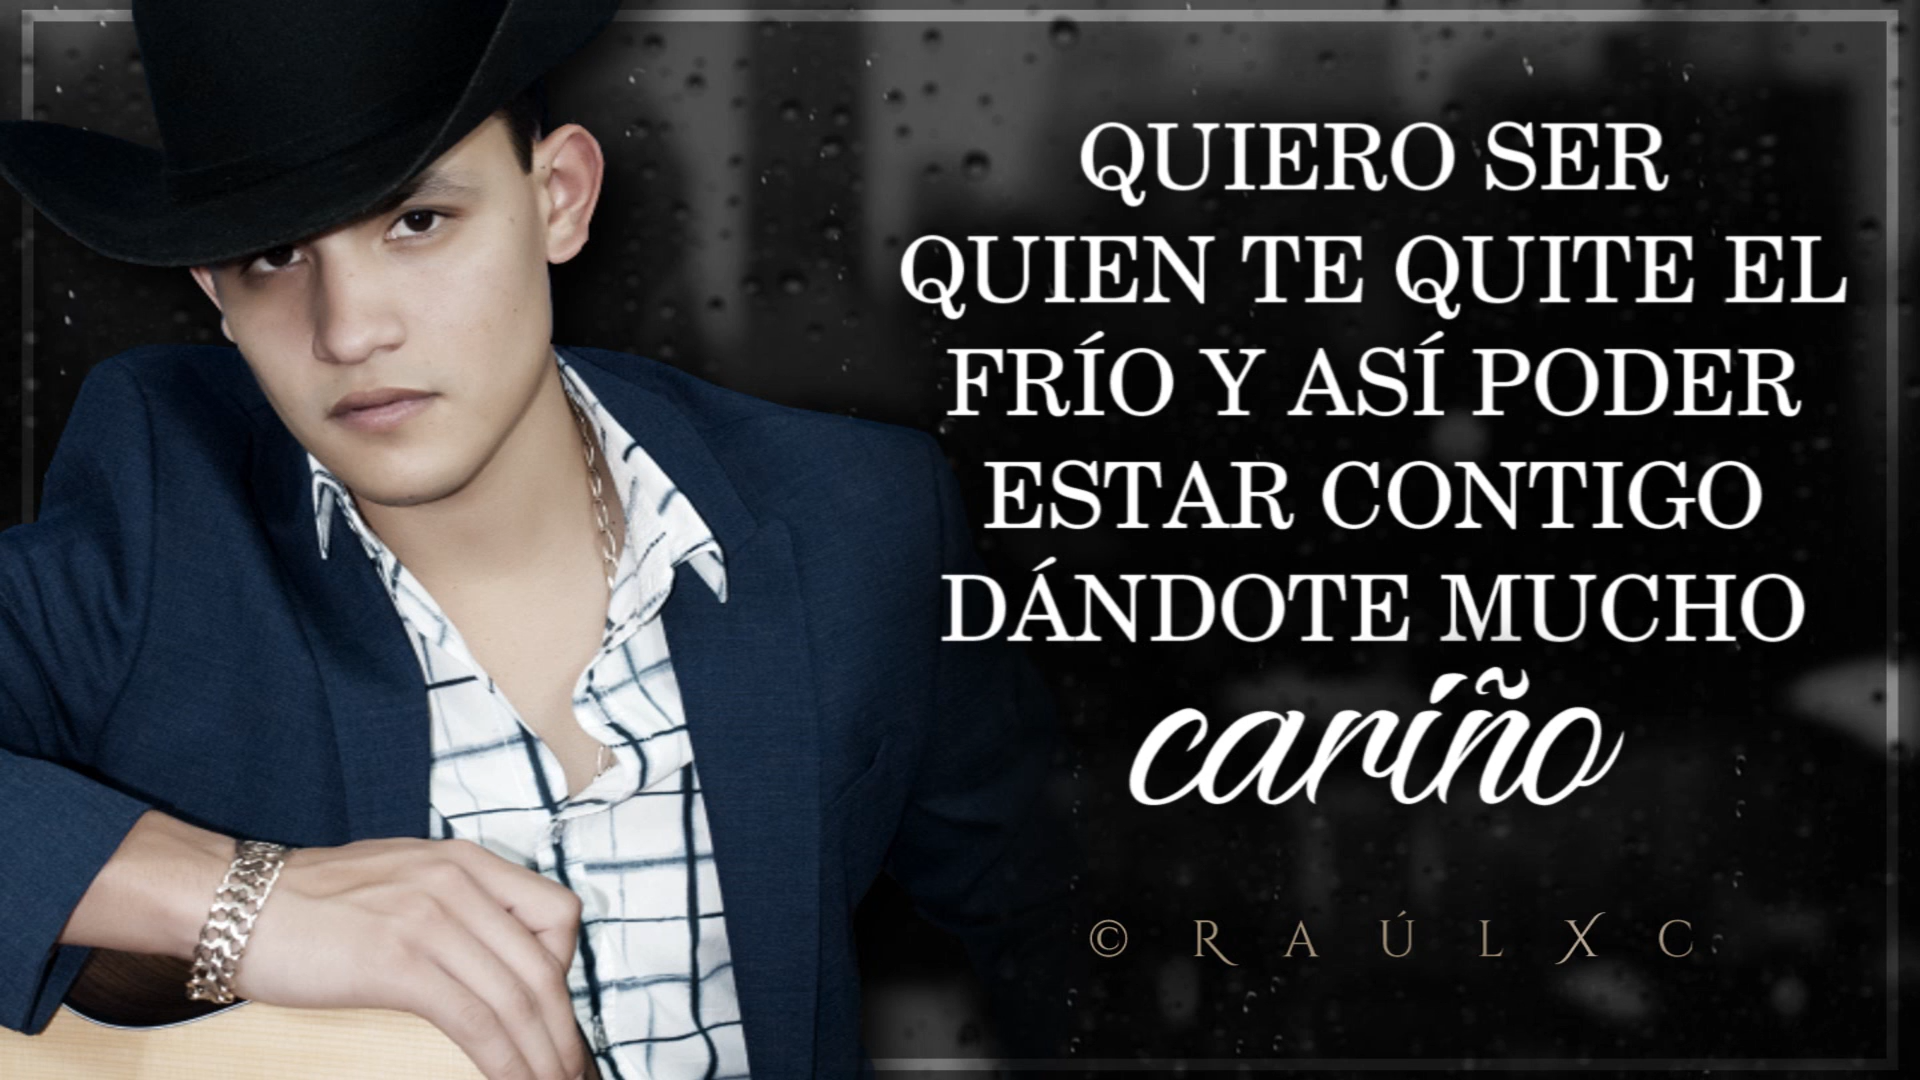 QUIERO SER
QUIEN TE QUITE EL
FRÍO Y ASÍ PODER
ESTAR CONTIGO
DÁNDOTE MUCHO
cariño
© RAÚLXC